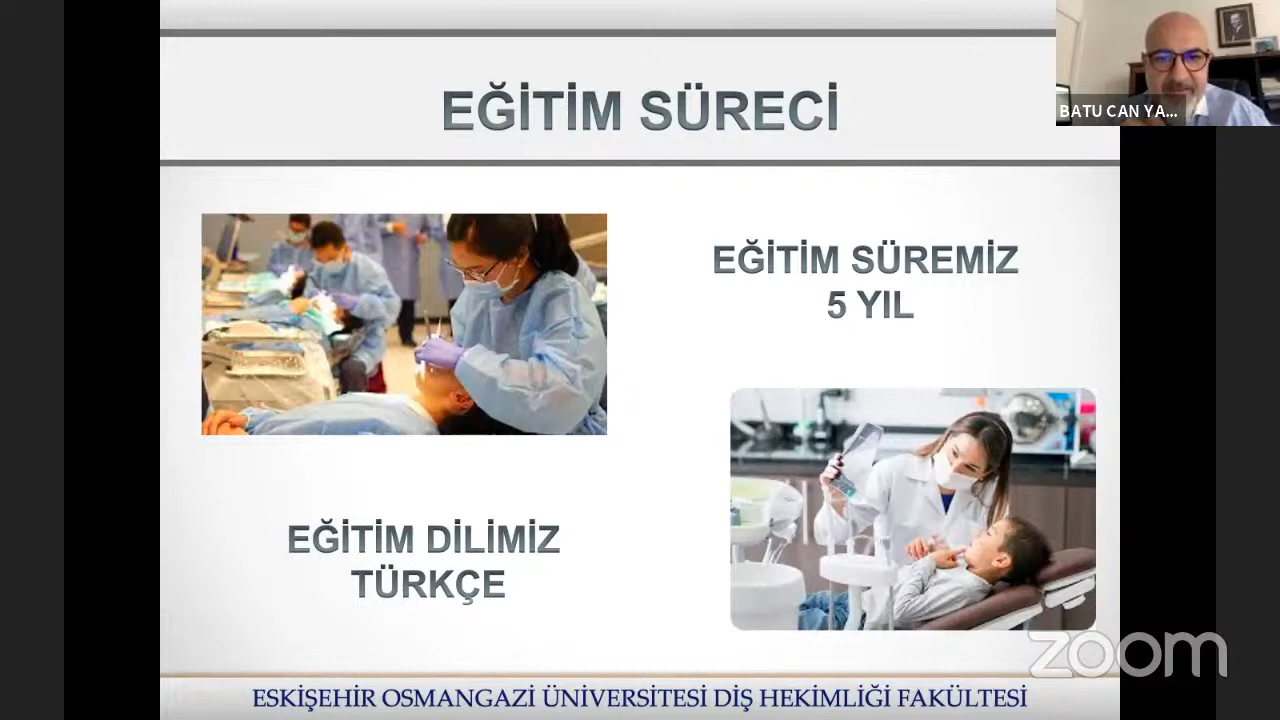 EĞİTİM SÜRECİ
BATU CAN YA...
EĞİTİM SÜREMİZ
5 YIL
EĞİTİM DİLİMİZ
TÜRKÇE
zoom
ESKİŞEHİR OSMANGAZİ ÜNİVERSİTESİ DİŞ HEKİMLİĞİ FAKÜLTESİ